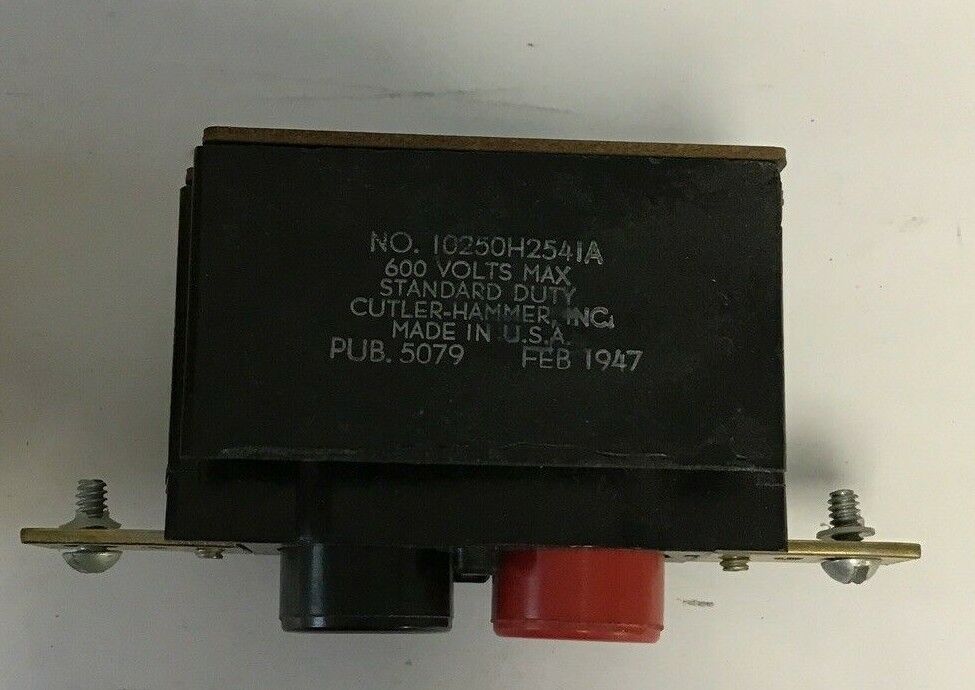 NO. 10250H2541A
600 VOLTS MAX
STANDARD DUTY
CUTLER-HAMMER, INC.
MADE IN U.S.A.
PUB. 5079 FEB 1947